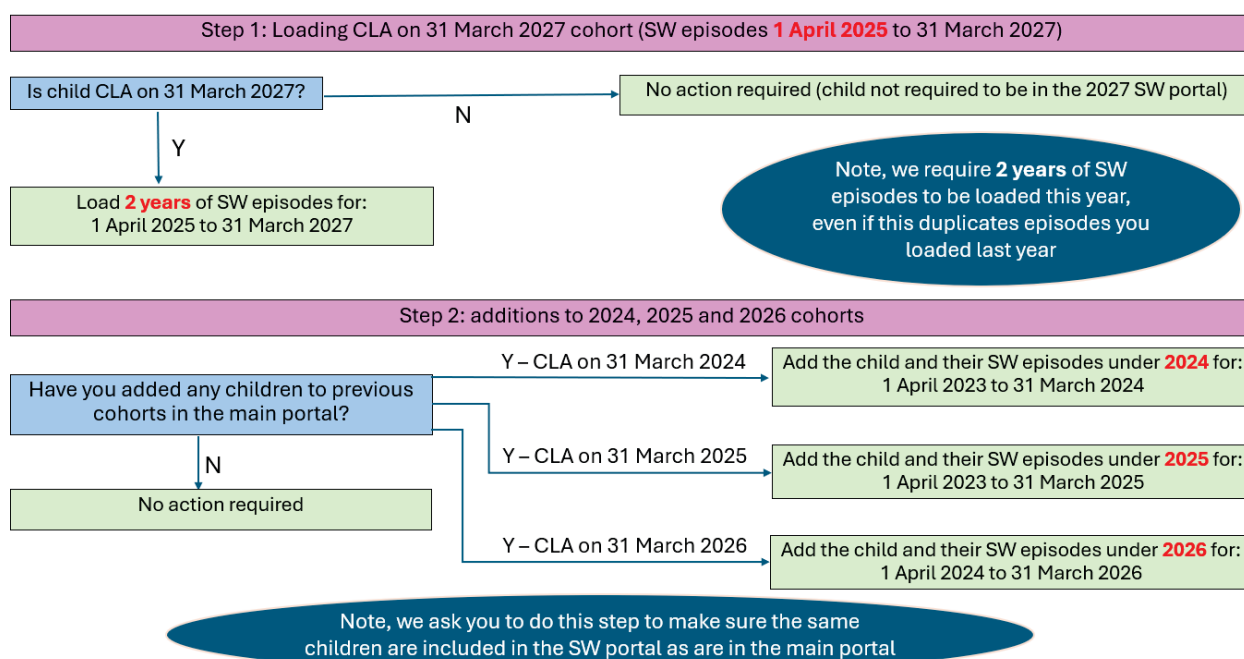 Step 1: Loading CLA on 31 March 2027 cohort (SW episodes 1 April 2025 to 31 March 2027)
Is child CLA on 31 March 2027?
N
No action required (child not required to be in the 2027 SW portal)
Y
Load 2 years of SW episodes for:
1 April 2025 to 31 March 2027
Note, we require 2 years of SW
episodes to be loaded this year,
even if this duplicates episodes you
loaded last year
Step 2: additions to 2024, 2025 and 2026 cohorts
Have you added any children to previous
cohorts in the main portal?
N
No action required
Y – CLA on 31 March 2024
Add the child and their SW episodes under 2024 for:
1 April 2023 to 31 March 2024
Y – CLA on 31 March 2025
Add the child and their SW episodes under 2025 for:
1 April 2023 to 31 March 2025
Y – CLA on 31 March 2026
Add the child and their SW episodes under 2026 for:
1 April 2024 to 31 March 2026
Note, we ask you to do this step to make sure the same
children are included in the SW portal as are in the main portal